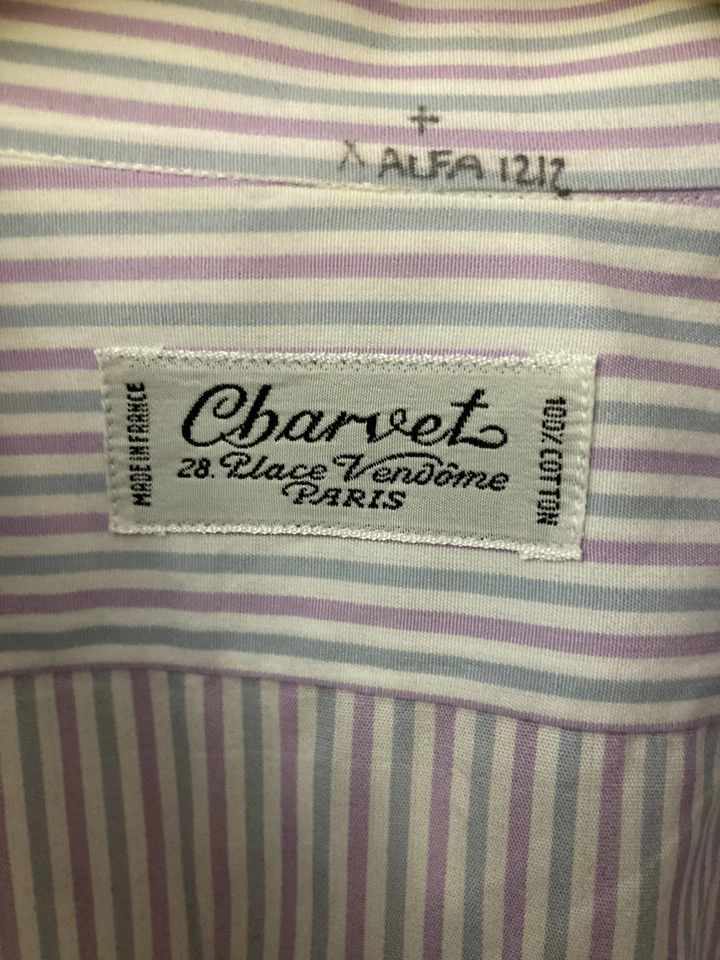 +
X ALFA 1212
MADE IN FRANCE
Charvet
28. Place Vendôme
PARIS
100% COTTON